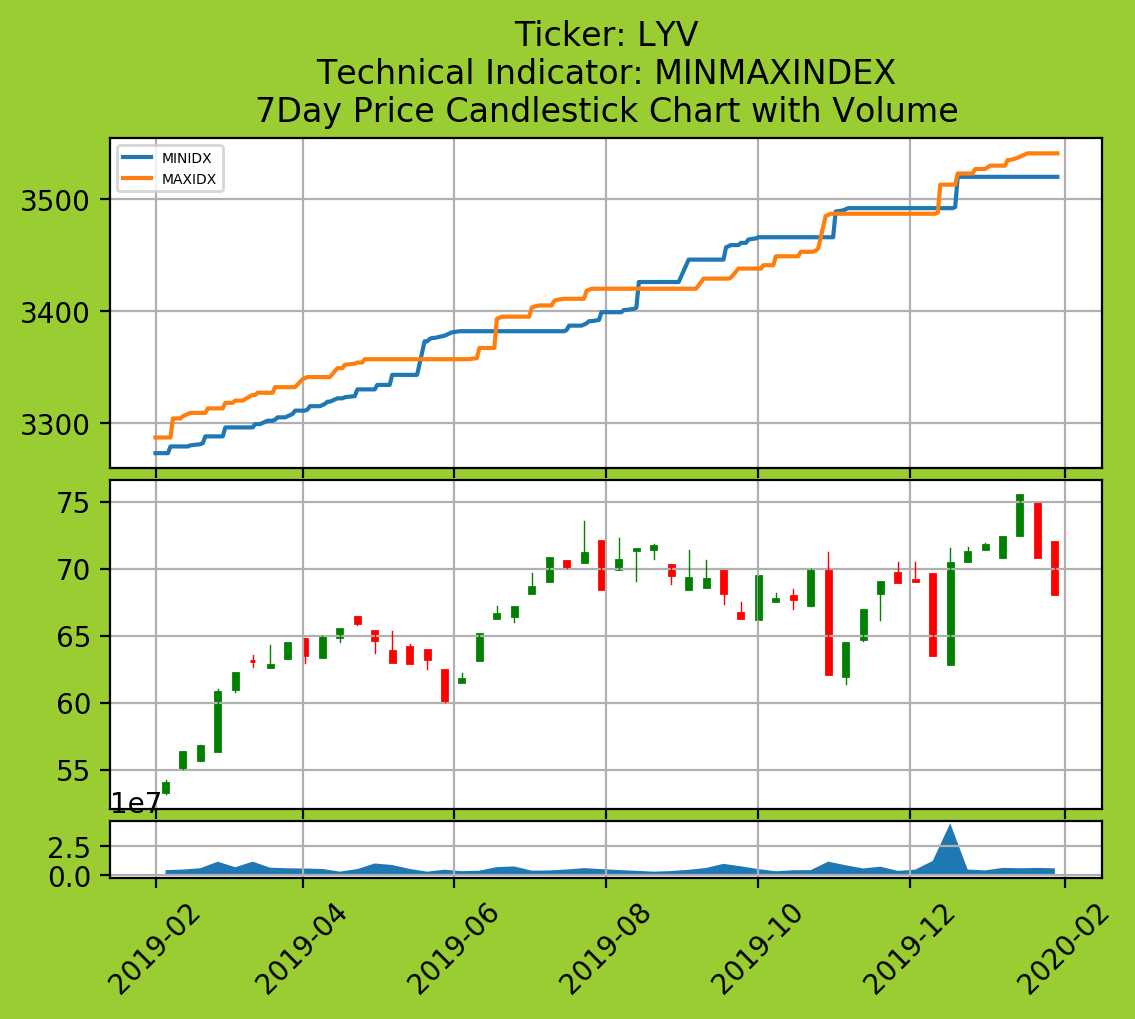 Ticker: LYV
Technical Indicator: MINMAXINDEX
7Day Price Candlestick Chart with Volume
MINIDX
MAXIDX
3500
3400
3300
75
70
65
60
55
1e7
2.5
0.0
2019-02
2019-04
2019-06
2019-08
2019-10
2019-12
2020-02